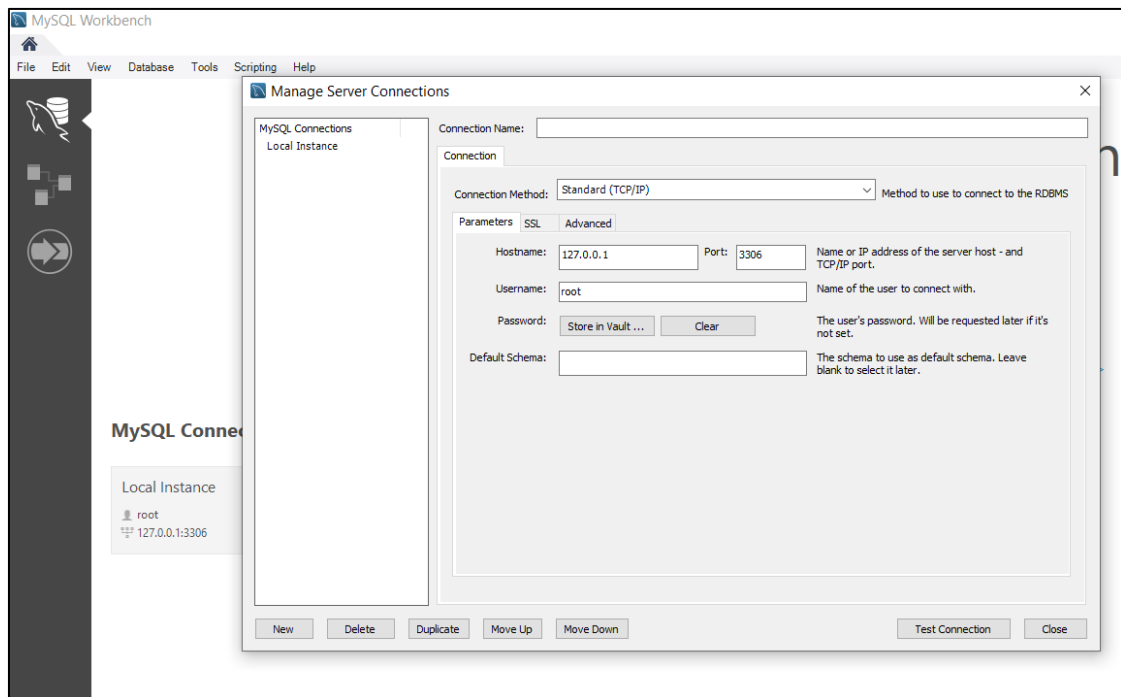 MySQL Workbench
File Edit View Database Tools Scripting Help
Manage Server Connections
MySQL Connections
Local Instance
Connection Name:
Connection
Connection Method: Standard (TCP/IP) Method to use to connect to the RDBMS
Parameters SSL Advanced
Hostname: 127.0.0.1 Port: 3306 Name or IP address of the server host - and
TCP/IP port.
Username: root Name of the user to connect with.
Password: Store in Vault ... Clear The user's password. Will be requested later if it's
not set.
Default Schema: The schema to use as default schema. Leave
blank to select it later.
MySQL Connec
Local Instance
root
127.0.0.1:3306
New Delete Duplicate Move Up Move Down Test Connection Close